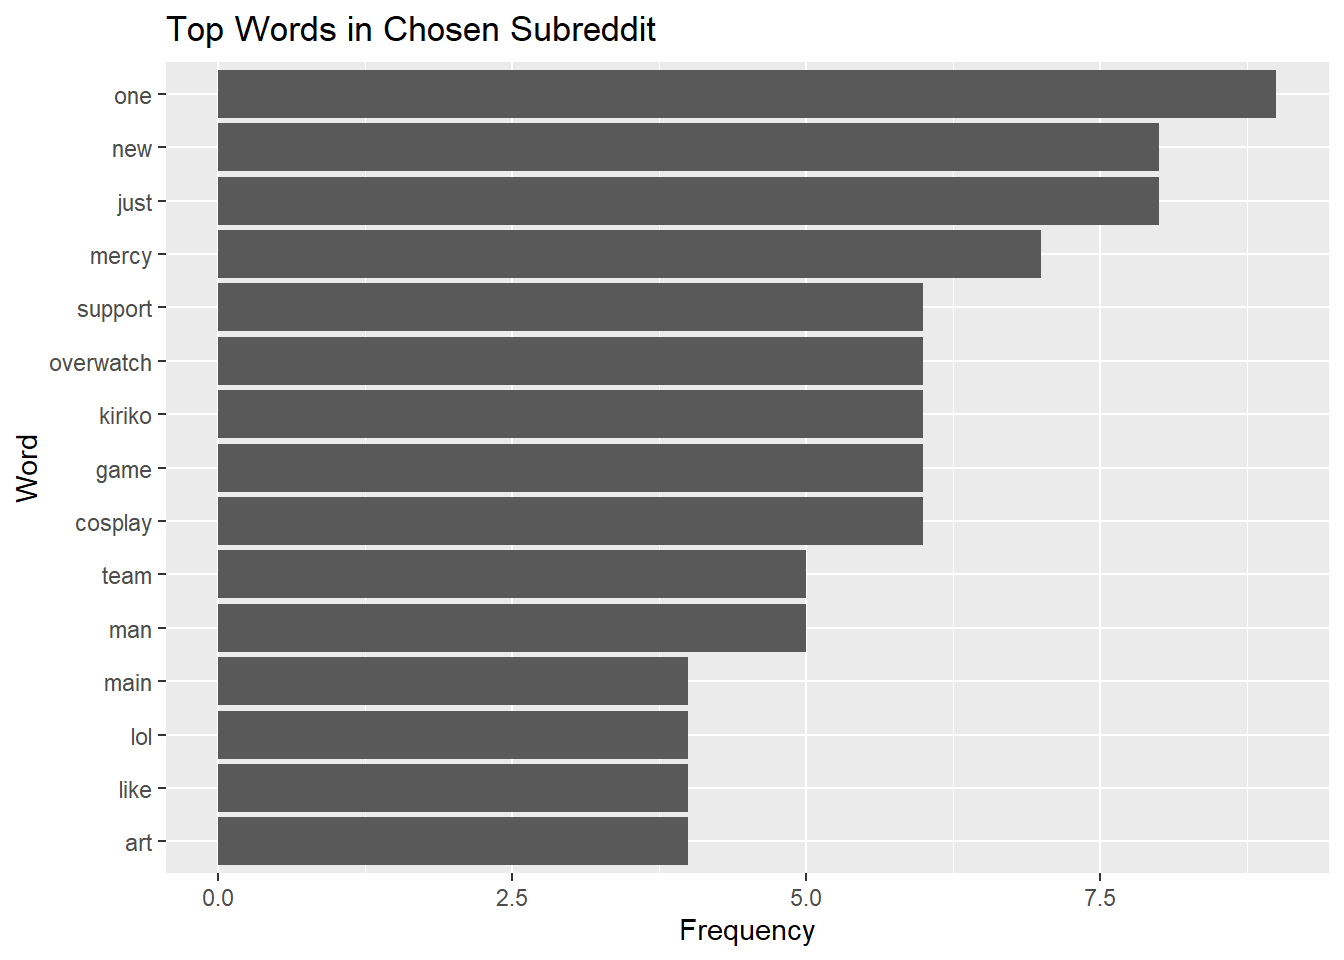 Top Words in Chosen Subreddit
one
new
just
mercy
support
overwatch
kiriko
game
cosplay
team
man
main
lol
like
art
Word
0.0 2.5 5.0 7.5
Frequency